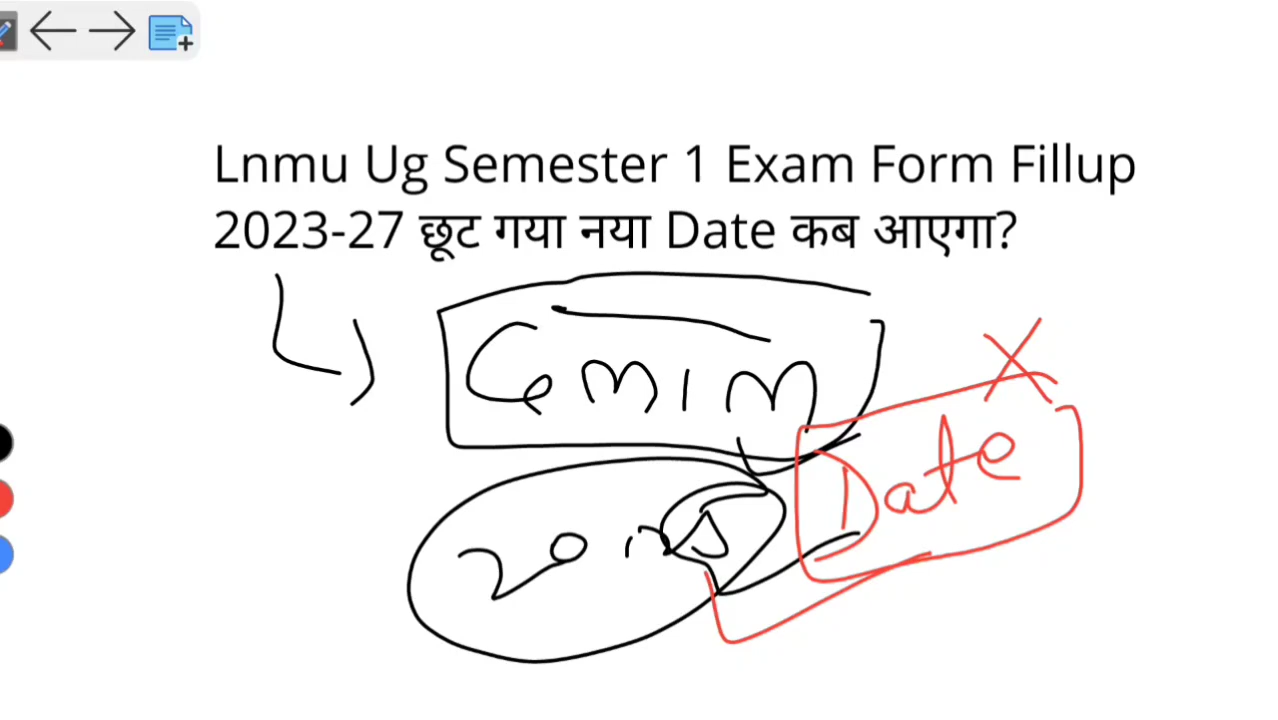 Lnmu Ug Semester 1 Exam Form Fillup
2023-27 छूट गया नया Date कब आएगा?
Date